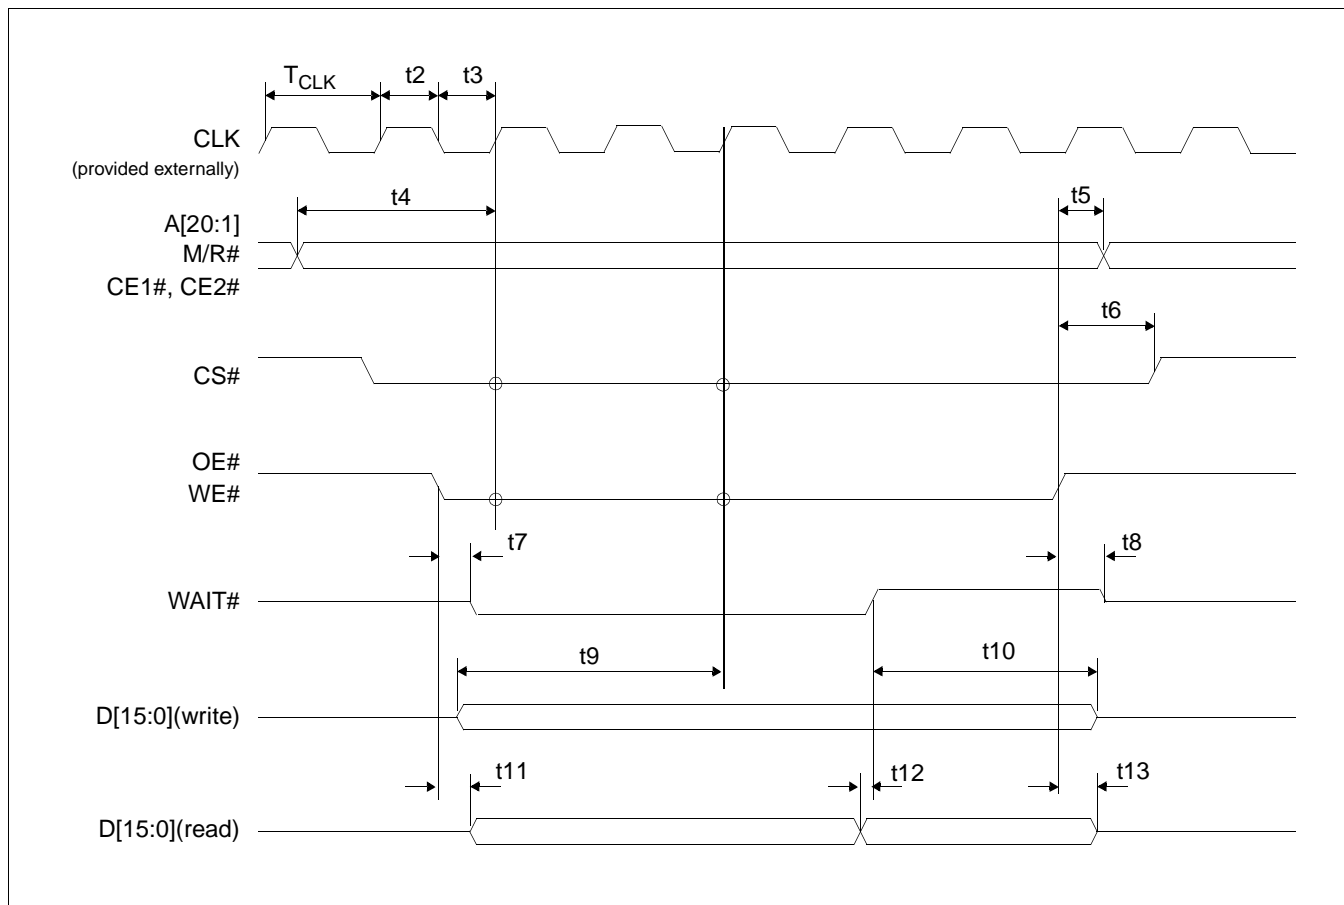 TCLK t2 t3
CLK
(provided externally)
t4 t5
A[20:1]
M/R#
CE1#, CE2#
t6
CS#
OE#
WE#
t7 t8
WAIT#
t9 t10
D[15:0](write)
t11 t12 t13
D[15:0](read)